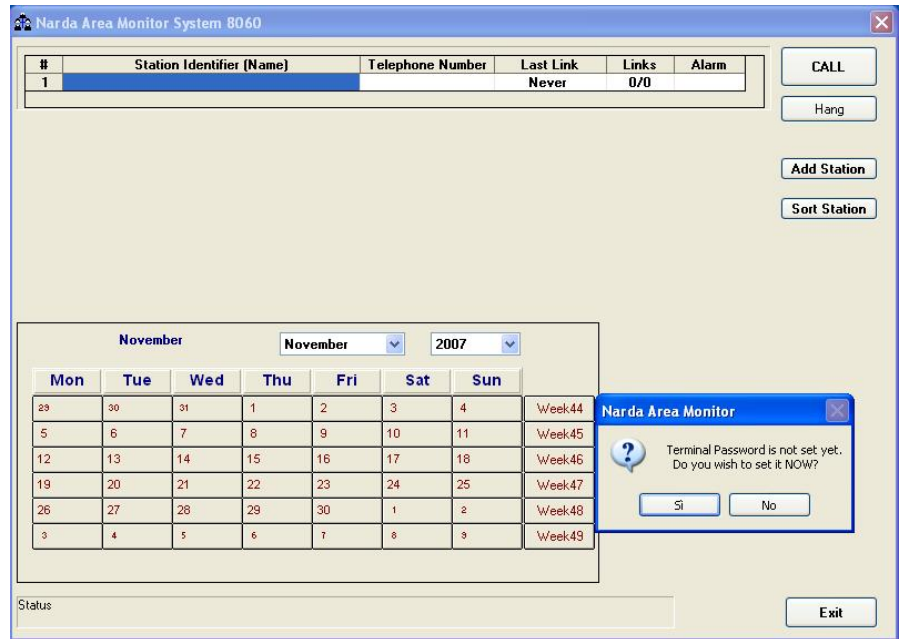 Narda Area Monitor System 8060
# Station Identifier (Name) Telephone Number Last Link Links Alarm
1 Never 0/0
CALL
Hang
Add Station
Sort Station
November November 2007
Mon Tue Wed Thu Fri Sat Sun
29 30 31 1 2 3 4 Week44
5 6 7 8 9 10 11 Week45
12 13 14 15 16 17 18 Week46
19 20 21 22 23 24 25 Week47
26 27 28 29 30 1 2 Week48
3 4 5 6 7 8 9 Week49
Narda Area Monitor
Terminal Password is not set yet.
Do you wish to set it NOW?
Sì No
Status
Exit